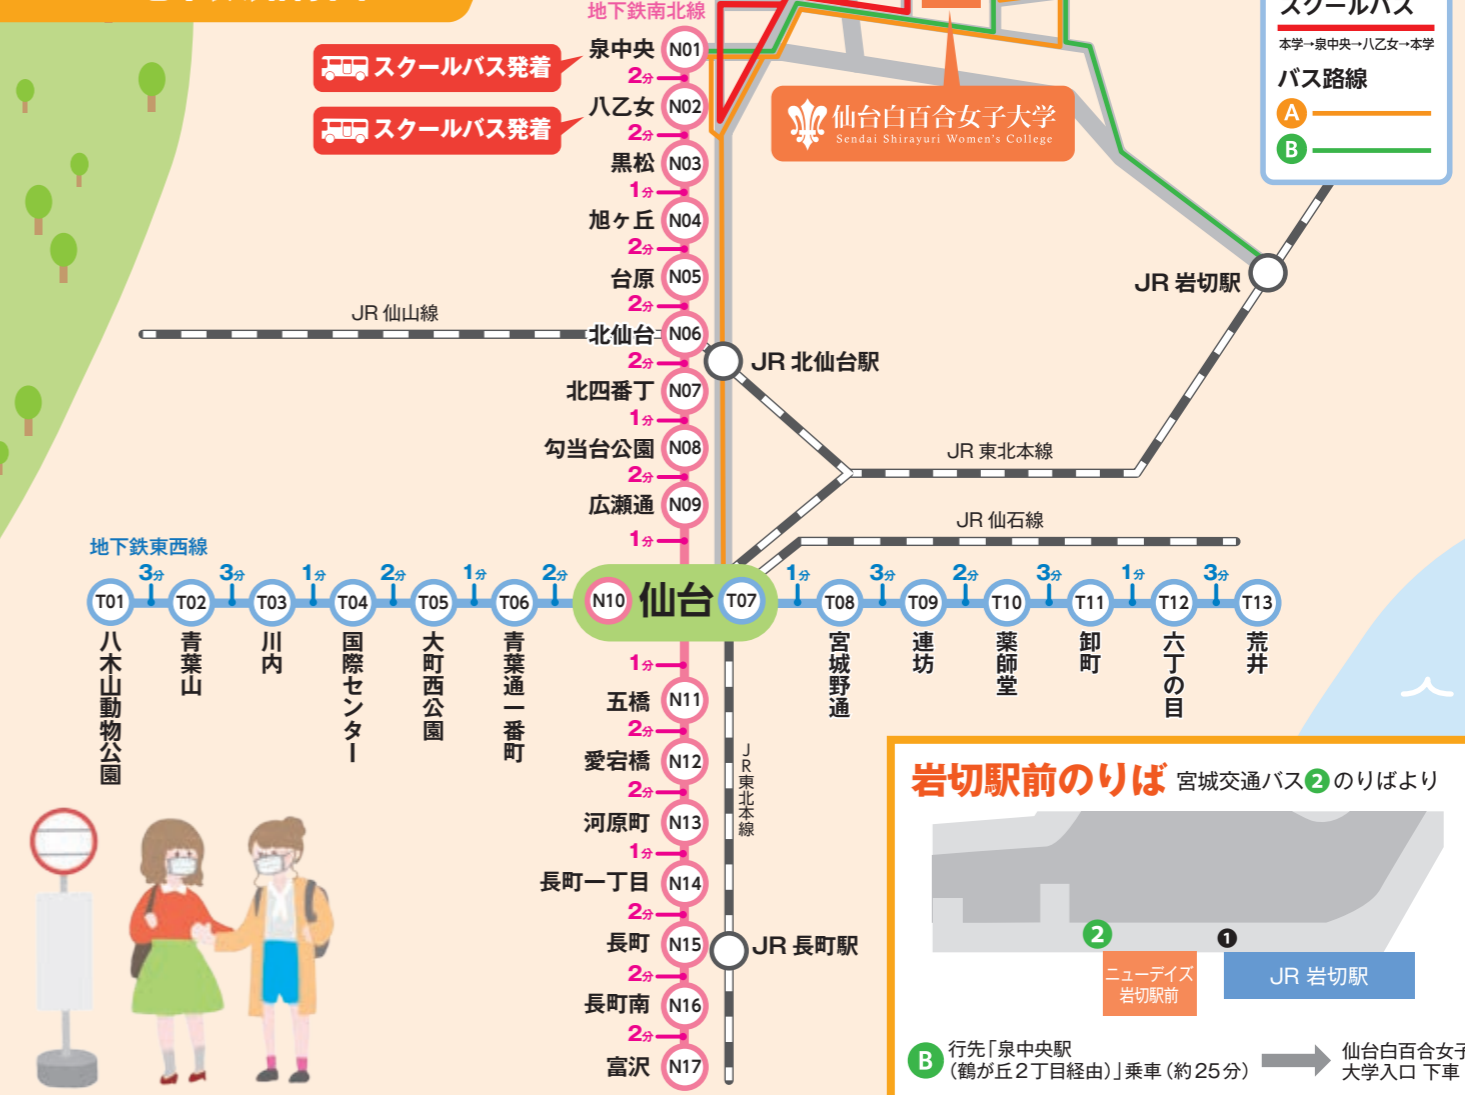 地下鉄南北線
泉中央 N01
スクールバス発着
2分
八乙女 N02
スクールバス発着
2分
黒松 N03
1分
旭ヶ丘 N04
2分
台原 N05
2分
北仙台 N06
2分
北四番丁 N07
1分
勾当台公園 N08
2分
広瀬通 N09
1分
仙台白百合女子大学
Sendai Shirayuri Women's College
スクールバス
本学→泉中央→八乙女→本学
バス路線
A
B
JR 岩切駅
JR 仙山線
JR 北仙台駅
JR 東北本線
JR 仙石線
地下鉄東西線
3分 3分 1分 2分 1分 2分 1分 3分 2分 3分 1分 3分
T01 T02 T03 T04 T05 T06 N10 仙台 T07 T08 T09 T10 T11 T12 T13
八木山動物公園
青葉山
川内
国際センター
大町西公園
青葉通一番町
宮城野通
連坊
薬師堂
卸町
六丁の目
荒井
1分
五橋 N11
2分
愛宕橋 N12
2分
河原町 N13
1分
長町一丁目 N14
2分
長町 N15
2分
長町南 N16
2分
富沢 N17
JR東北本線
JR 長町駅
岩切駅前のりば 宮城交通バス2のりばより
2
1
ニューデイズ
岩切駅前
JR 岩切駅
B 行先「泉中央駅
(鶴が丘2丁目経由)」乗車(約25分)
仙台白百合女子
大学入口 下車